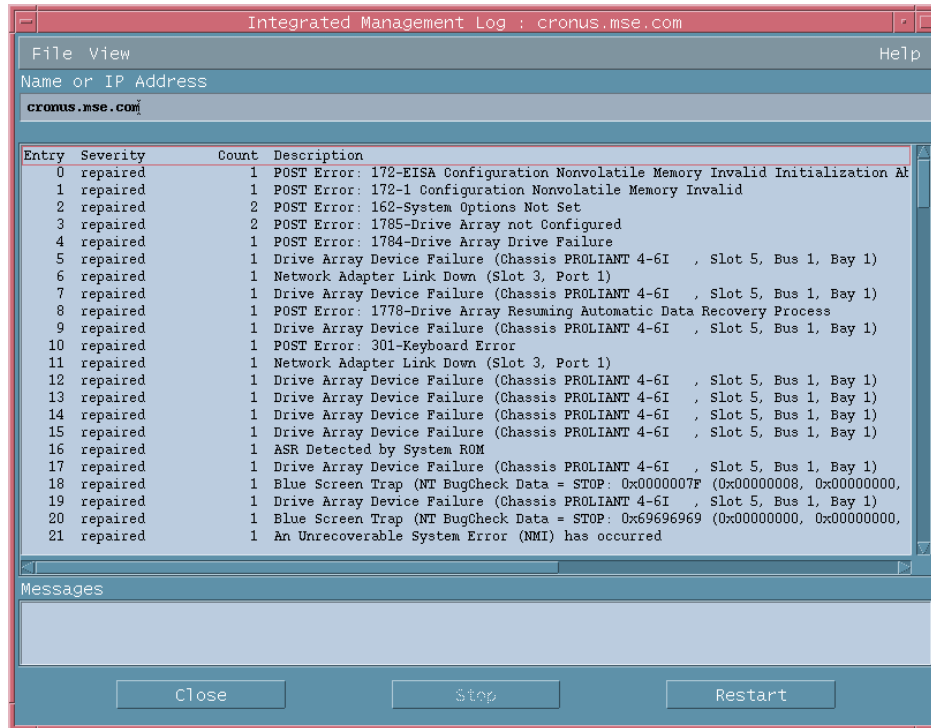 Integrated Management Log : cronus.mse.com
File View Help
Name or IP Address
cronus.mse.com
Entry Severity Count Description
0 repaired 1 POST Error: 172-EISA Configuration Nonvolatile Memory Invalid Initialization Ab
1 repaired 1 POST Error: 172-1 Configuration Nonvolatile Memory Invalid
2 repaired 2 POST Error: 162-System Options Not Set
3 repaired 2 POST Error: 1785-Drive Array not Configured
4 repaired 1 POST Error: 1784-Drive Array Drive Failure
5 repaired 1 Drive Array Device Failure (Chassis PROLIANT 4-6I , Slot 5, Bus 1, Bay 1)
6 repaired 1 Network Adapter Link Down (Slot 3, Port 1)
7 repaired 1 Drive Array Device Failure (Chassis PROLIANT 4-6I , Slot 5, Bus 1, Bay 1)
8 repaired 1 POST Error: 1778-Drive Array Resuming Automatic Data Recovery Process
9 repaired 1 Drive Array Device Failure (Chassis PROLIANT 4-6I , Slot 5, Bus 1, Bay 1)
10 repaired 1 POST Error: 301-Keyboard Error
11 repaired 1 Network Adapter Link Down (Slot 3, Port 1)
12 repaired 1 Drive Array Device Failure (Chassis PROLIANT 4-6I , Slot 5, Bus 1, Bay 1)
13 repaired 1 Drive Array Device Failure (Chassis PROLIANT 4-6I , Slot 5, Bus 1, Bay 1)
14 repaired 1 Drive Array Device Failure (Chassis PROLIANT 4-6I , Slot 5, Bus 1, Bay 1)
15 repaired 1 Drive Array Device Failure (Chassis PROLIANT 4-6I , Slot 5, Bus 1, Bay 1)
16 repaired 1 ASR Detected by System ROM
17 repaired 1 Drive Array Device Failure (Chassis PROLIANT 4-6I , Slot 5, Bus 1, Bay 1)
18 repaired 1 Blue Screen Trap (NT BugCheck Data = STOP: 0x0000007F (0x00000008, 0x00000000,
19 repaired 1 Drive Array Device Failure (Chassis PROLIANT 4-6I , Slot 5, Bus 1, Bay 1)
20 repaired 1 Blue Screen Trap (NT BugCheck Data = STOP: 0x69696969 (0x00000000, 0x00000000,
21 repaired 1 An Unrecoverable System Error (NMI) has occurred
Messages
Close Stop Restart